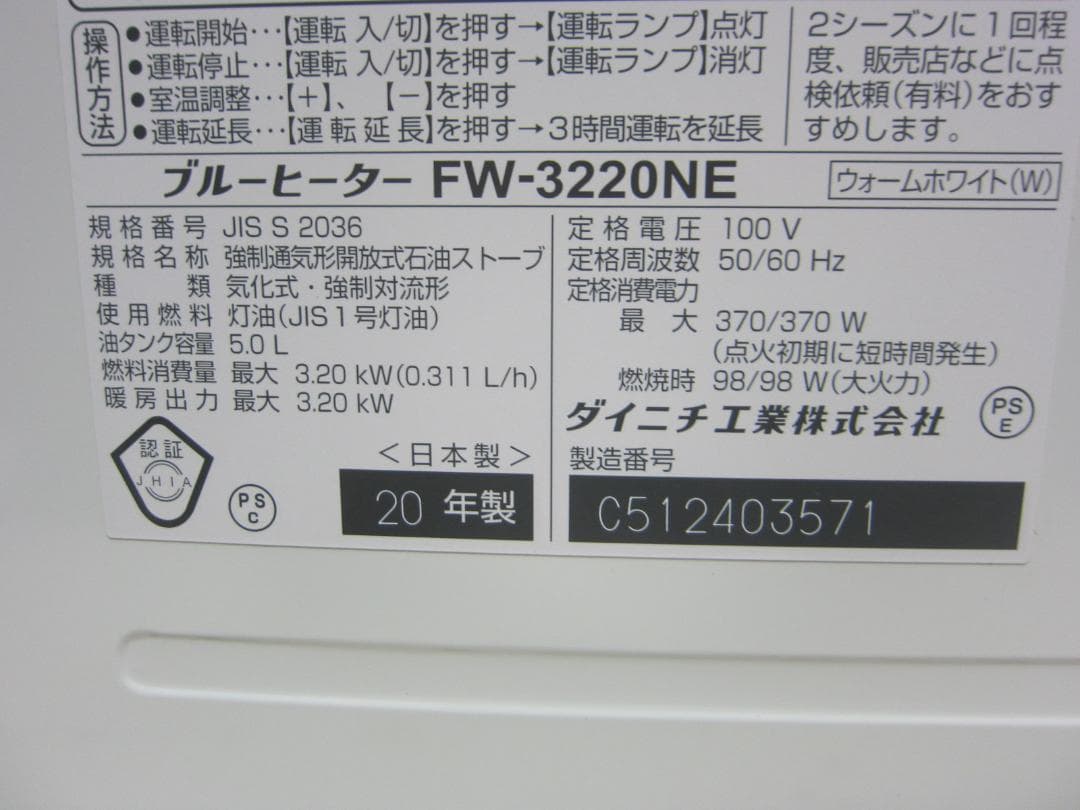 操作方法
●運転開始･･･【運転 入/切】を押す→【運転ランプ】点灯
●運転停止･･･【運転 入/切】を押す→【運転ランプ】消灯
●室温調整･･･【＋】、【－】を押す
●運転延長･･･【運転延長】を押す→3時間運転を延長
2シーズンに1回程
度、販売店などに点
検依頼(有料)をおす
すめします。
ブルーヒーター FW-3220NE
ウォームホワイト(W)
規格番号 JIS S 2036
規格名称 強制通気形開放式石油ストーブ
種類 気化式・強制対流形
使用燃料 灯油(JIS1号灯油)
油タンク容量 5.0 L
燃料消費量 最大 3.20 kW(0.311 L/h)
暖房出力 最大 3.20 kW
認証
JHIA
PS
C
＜日本製＞
20 年製
定格電圧 100 V
定格周波数 50/60 Hz
定格消費電力
最大 370/370 W
(点火初期に短時間発生)
燃焼時 98/98 W(大火力)
ダイニチ工業株式会社
PS
E
製造番号
C512403571